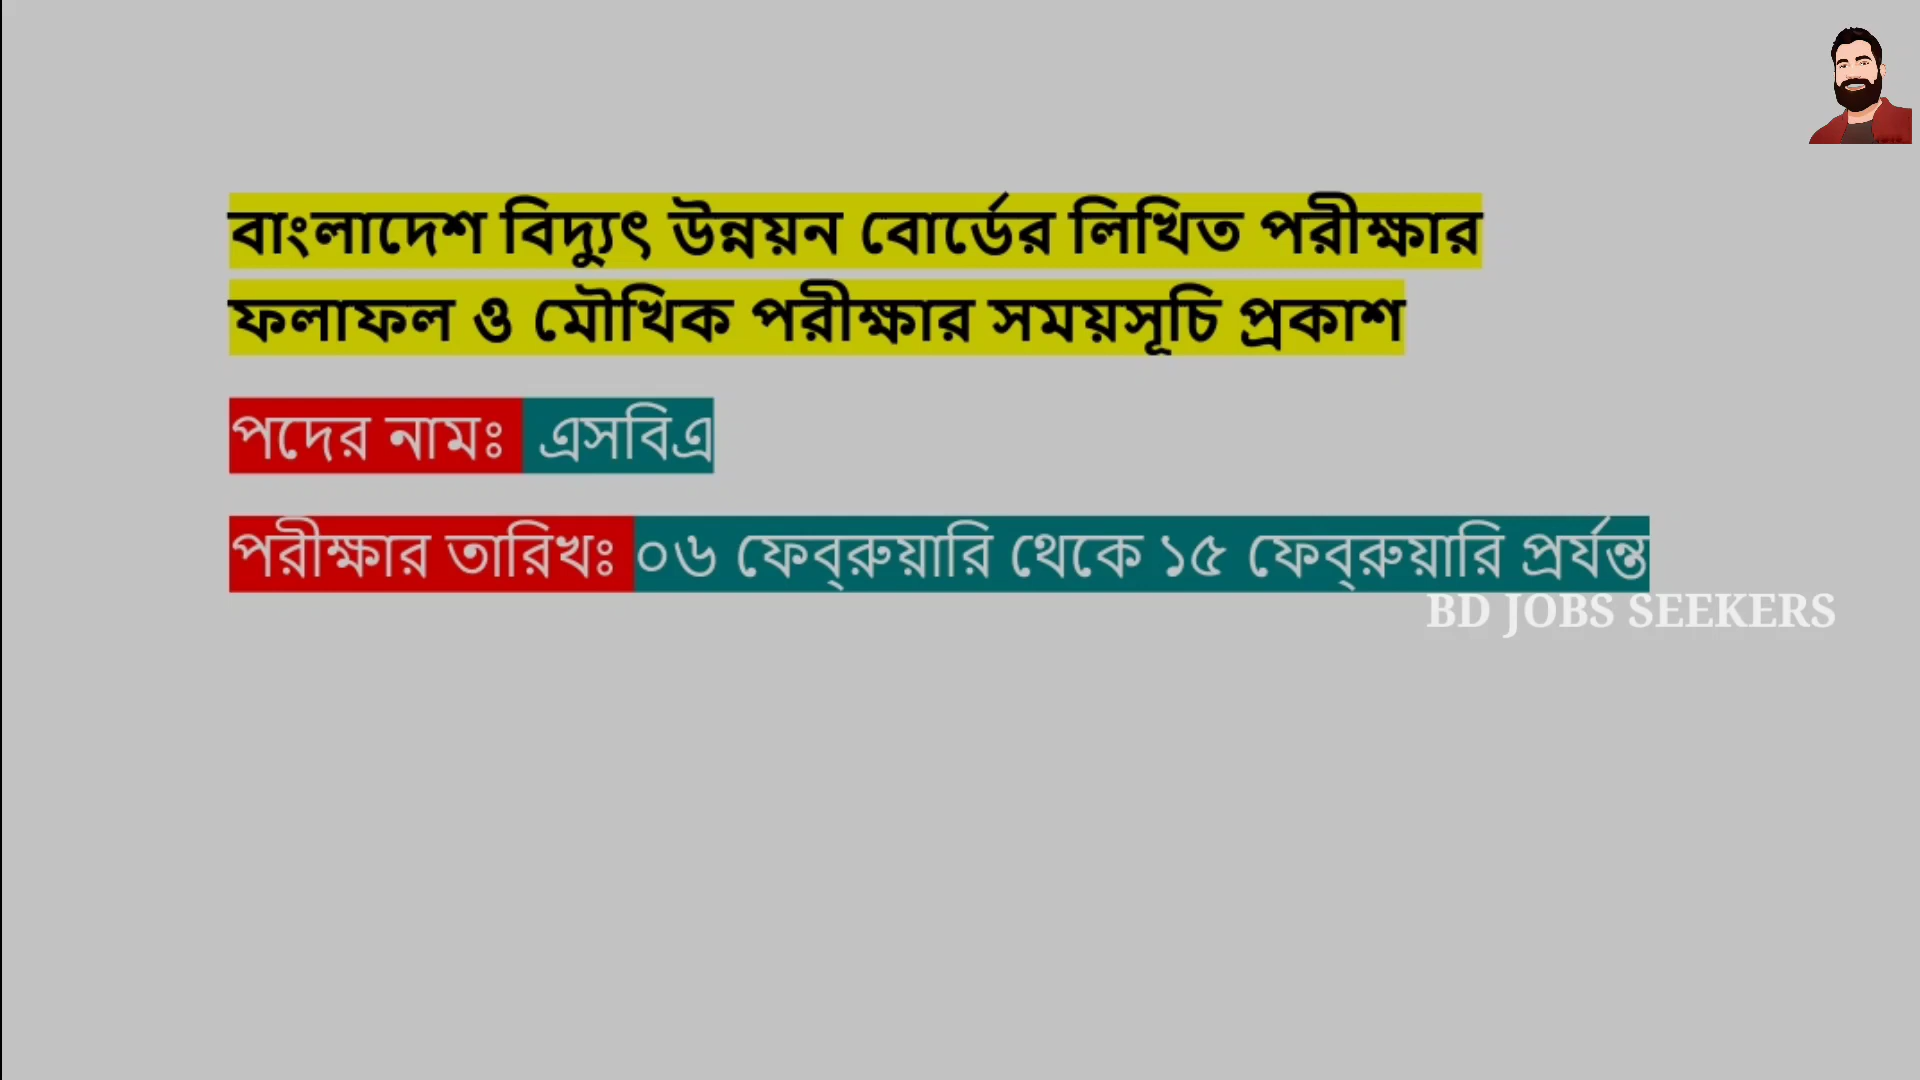 বাংলাদেশ বিদ্যুৎ উন্নয়ন বোর্ডের লিখিত পরীক্ষার
ফলাফল ও মৌখিক পরীক্ষার সময়সূচি প্রকাশ
পদের নামঃ এসবিএ
পরীক্ষার তারিখঃ ০৬ ফেব্‌রুয়ারি থেকে ১৫ ফেব্‌রুয়ারি প্রর্যন্ত
BD JOBS SEEKERS